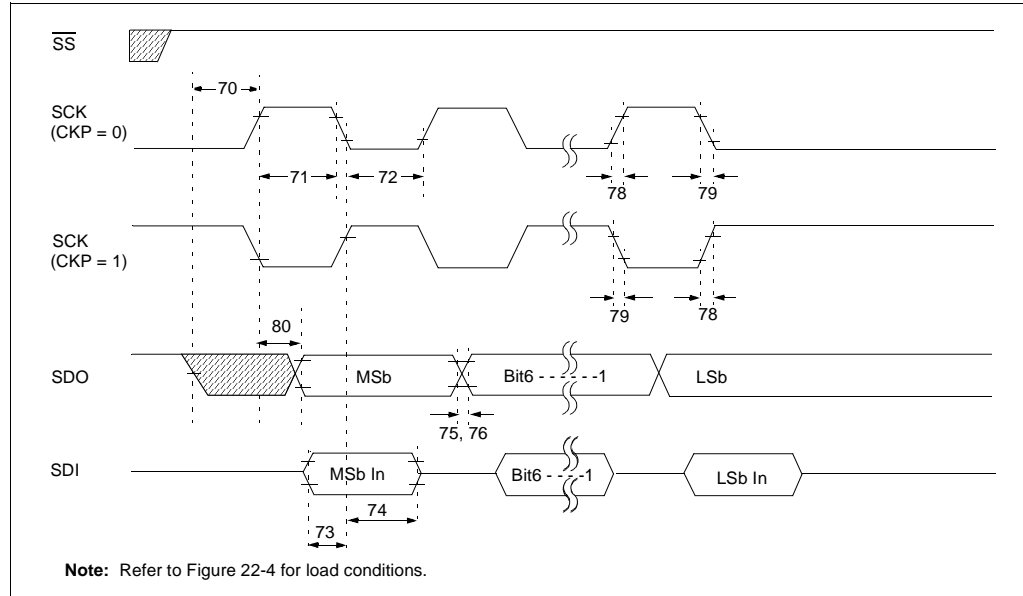 SS
70
SCK
(CKP = 0)
71
72
78
79
SCK
(CKP = 1)
79
78
80
SDO
MSb
Bit6 - - - - - -1
LSb
75, 76
SDI
MSb In
Bit6 - - - - -1
LSb In
74
73
Note: Refer to Figure 22-4 for load conditions.